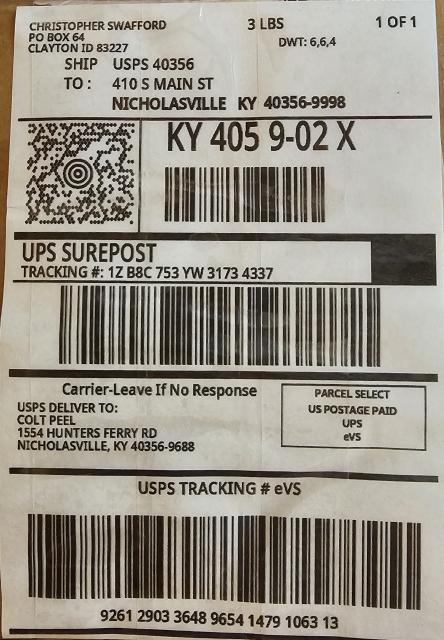 CHRISTOPHER SWAFFORD 3 LBS 1 OF 1
PO BOX 64 DWT: 6,6,4
CLAYTON ID 83227
SHIP USPS 40356
TO : 410 S MAIN ST
NICHOLASVILLE KY 40356-9998
KY 405 9-02 X
UPS SUREPOST
TRACKING #: 1Z B8C 753 YW 3173 4337
Carrier-Leave If No Response
USPS DELIVER TO:
COLT PEEL
1554 HUNTERS FERRY RD
NICHOLASVILLE, KY 40356-9688
PARCEL SELECT
US POSTAGE PAID
UPS
eVS
USPS TRACKING # eVS
9261 2903 3648 9654 1479 1063 13